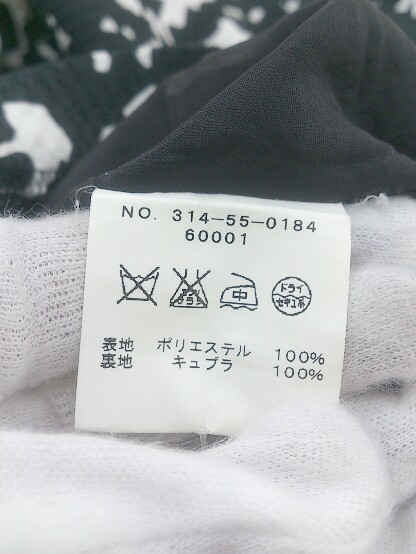 NO. 314-55-0184
60001
中 ドライ
セキユ系
表地 ポリエステル 100%
裏地 キュプラ 100%